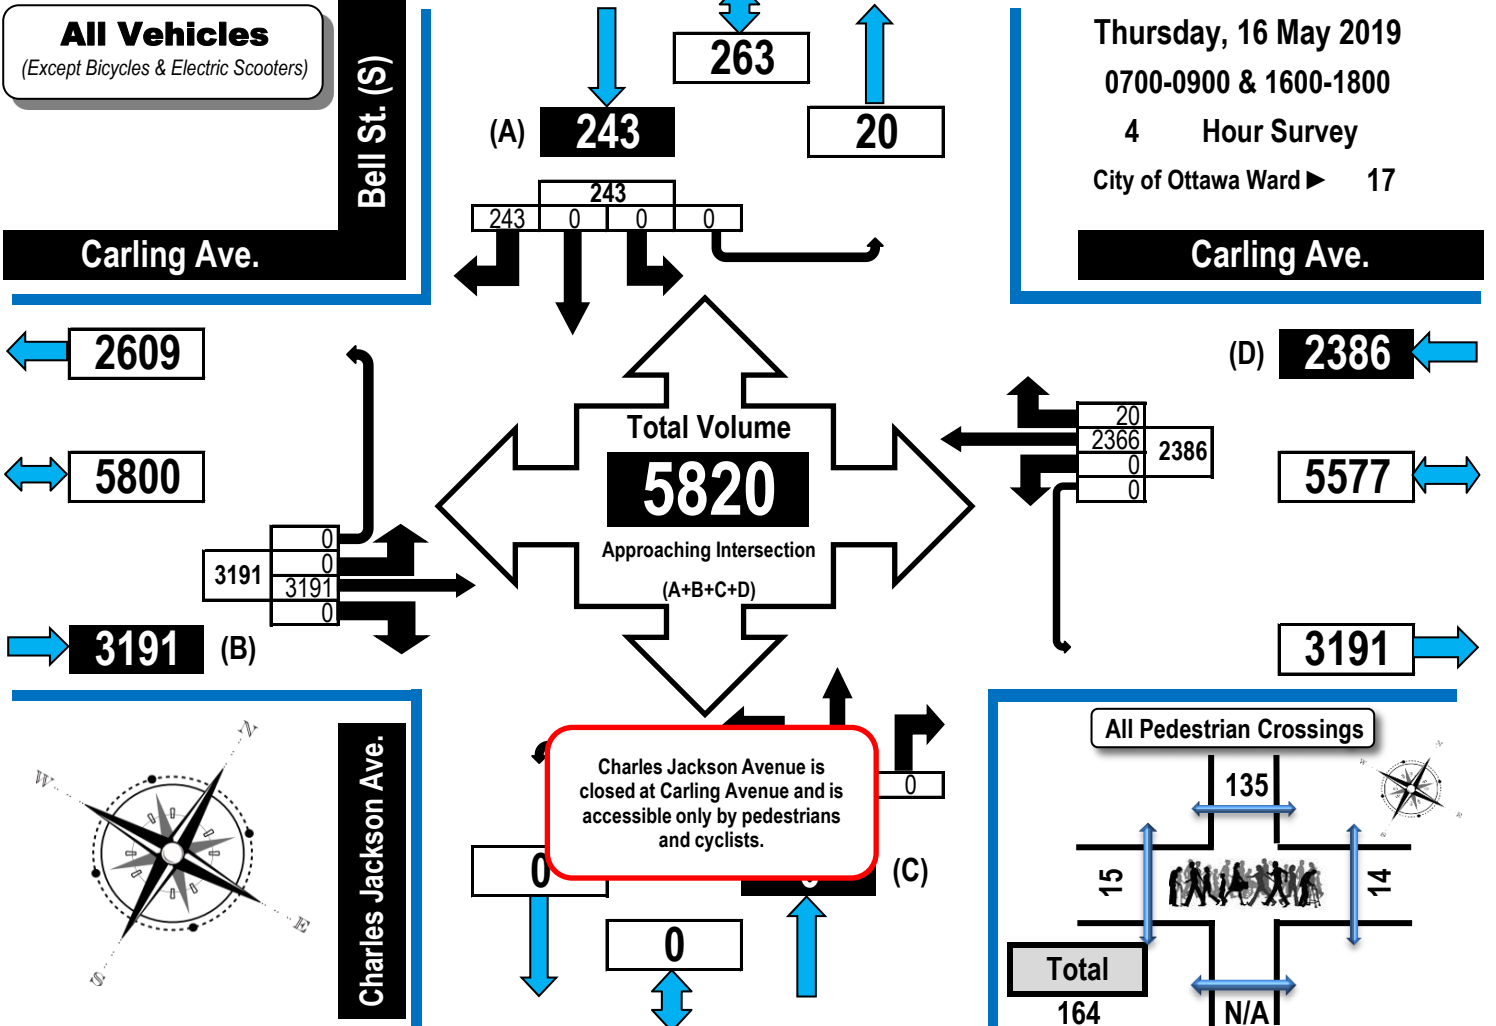 All Vehicles
(Except Bicycles & Electric Scooters)
Bell St. (S)
Carling Ave.
263
(A)
243
20
243
243 0 0 0
Thursday, 16 May 2019
0700-0900 & 1600-1800
4 Hour Survey
City of Ottawa Ward ► 17
Carling Ave.
2609
5800
0
0
3191
0
3191
3191
(B)
Total Volume
5820
Approaching Intersection
(A+B+C+D)
(D)
2386
20
2366
0
0
2386
5577
3191
N
W
E
S
Charles Jackson Ave.
Charles Jackson Avenue is
closed at Carling Avenue and is
accessible only by pedestrians
and cyclists.
0
0
(C)
0
All Pedestrian Crossings
135
15
14
Total
164
N/A